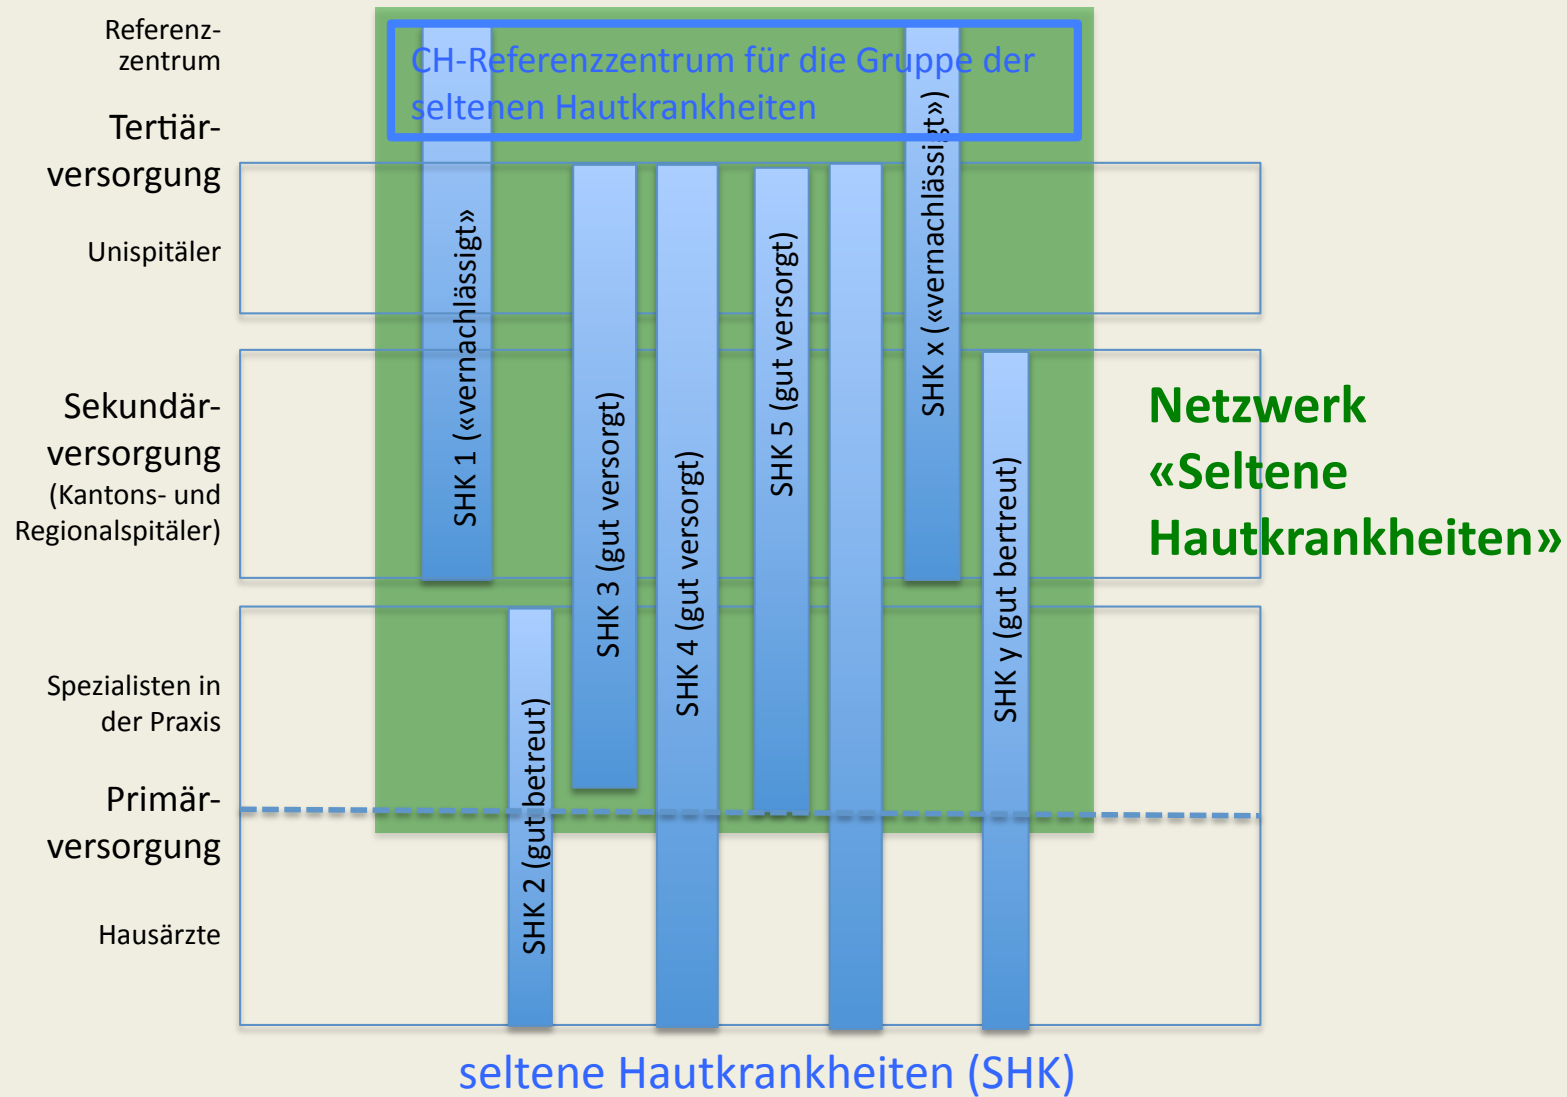 Referenz-
zentrum
Tertiär-
versorgung
Unispitäler
Sekundär-
versorgung
(Kantons- und
Regionalspitäler)
Spezialisten in
der Praxis
Primär-
versorgung
Hausärzte
CH-Referenzzentrum für die Gruppe der
seltenen Hautkrankheiten
SHK 1 («vernachlässigt»
SHK 2 (gut betreut)
SHK 3 (gut versorgt)
SHK 4 (gut versorgt)
SHK 5 (gut versorgt)
SHK x («vernachlässigt»)
SHK y (gut bertreut)
Netzwerk
«Seltene
Hautkrankheiten»
seltene Hautkrankheiten (SHK)